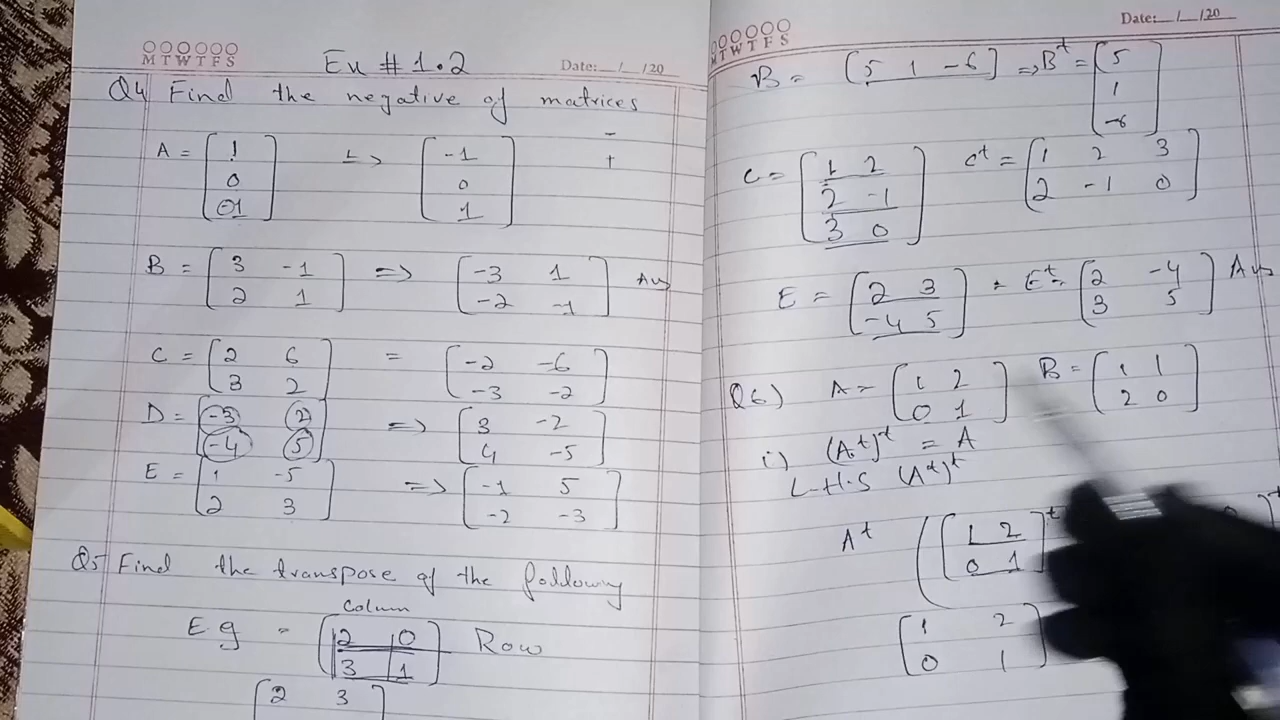 M T W T F S
Ex # 1.2
Date: __/__/20
Q4 Find the negative of matrices
A = [1 0 01] → [-1 0 1]
- +
B = [3 -1
2 1] => [-3 1
-2 -1] Ans
C = [2 6
3 2] = [-2 -6
-3 -2]
D = [-3 2
-4 5] => [3 -2
4 -5]
E = [1 -5
2 3] => [-1 5
-2 -3]
Q5 Find the transpose of the following
Column
Eg = [2 0
3 1] Row
[2 3
M T W T F S
Date: __/__/20
B = [5 1 -6] => B^t = [5 1 -6]
C = [1 2
2 -1
3 0] C^t = [1 2 3
2 -1 0]
E = [2 3
-4 5] E^t = [2 -4
3 5] Ans
Q6) A = [1 2
0 1] B = [1 1
2 0]
i) (A^t)^t = A
L.H.S (A^t)^t
A^t ([1 2
0 1]^t
[1 2
0 1]